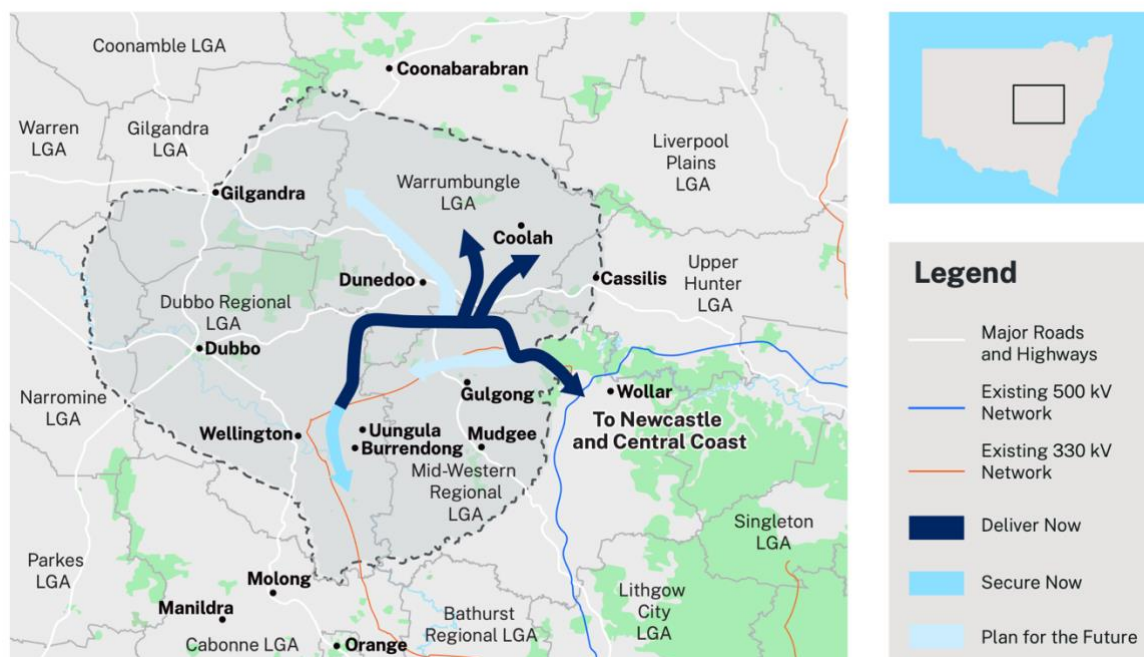 Coonamble LGA
Coonabarabran
Warren
LGA
Gilgandra
LGA
Liverpool
Plains
LGA
Gilgandra
Warrumbungle
LGA
Coolah
Dunedoo
Cassilis
Upper
Hunter
LGA
Dubbo Regional
LGA
Dubbo
Narromine
LGA
Gulgong
Wollar
To Newcastle
and Central Coast
Wellington
Uungula
Burrendong
Mudgee
Mid-Western
Regional
LGA
Singleton
LGA
Parkes
LGA
Molong
Manildra
Cabonne LGA
Orange
Bathurst
Regional LGA
Lithgow
City
LGA
Legend
Major Roads
and Highways
Existing 500 kV
Network
Existing 330 kV
Network
Deliver Now
Secure Now
Plan for the Future